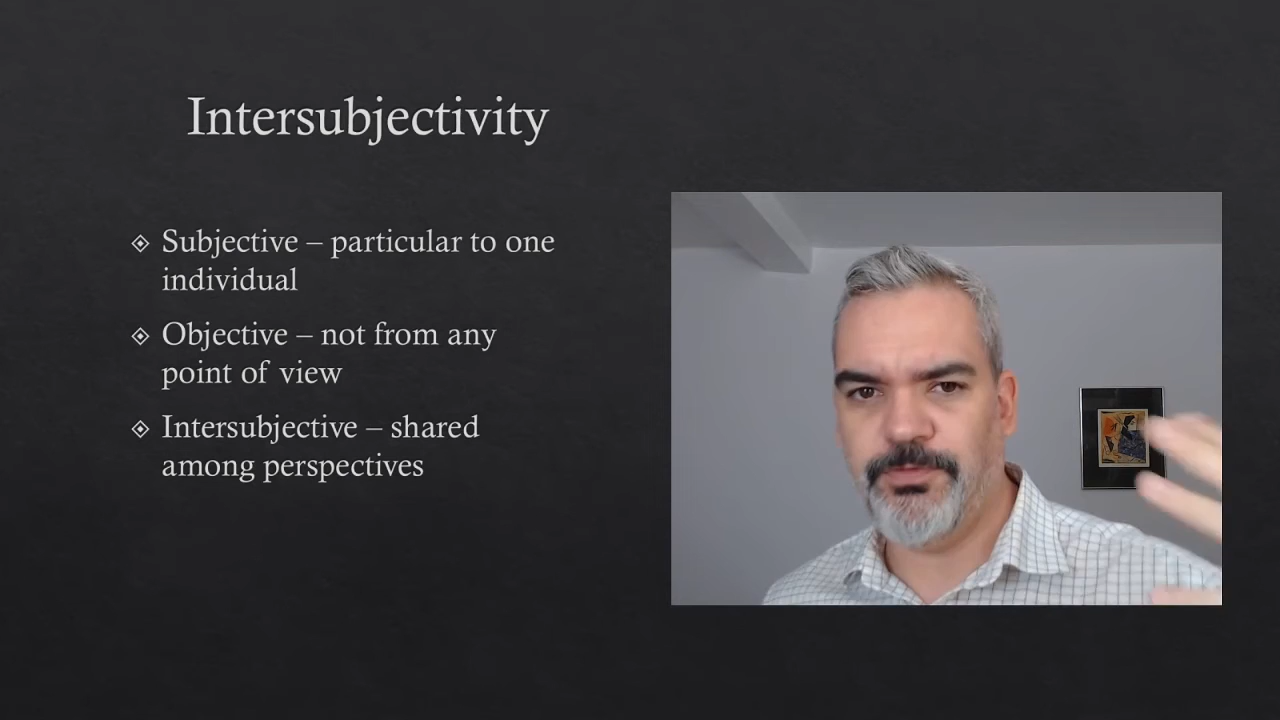 Intersubjectivity
Subjective – particular to one
individual
Objective – not from any
point of view
Intersubjective – shared
among perspectives